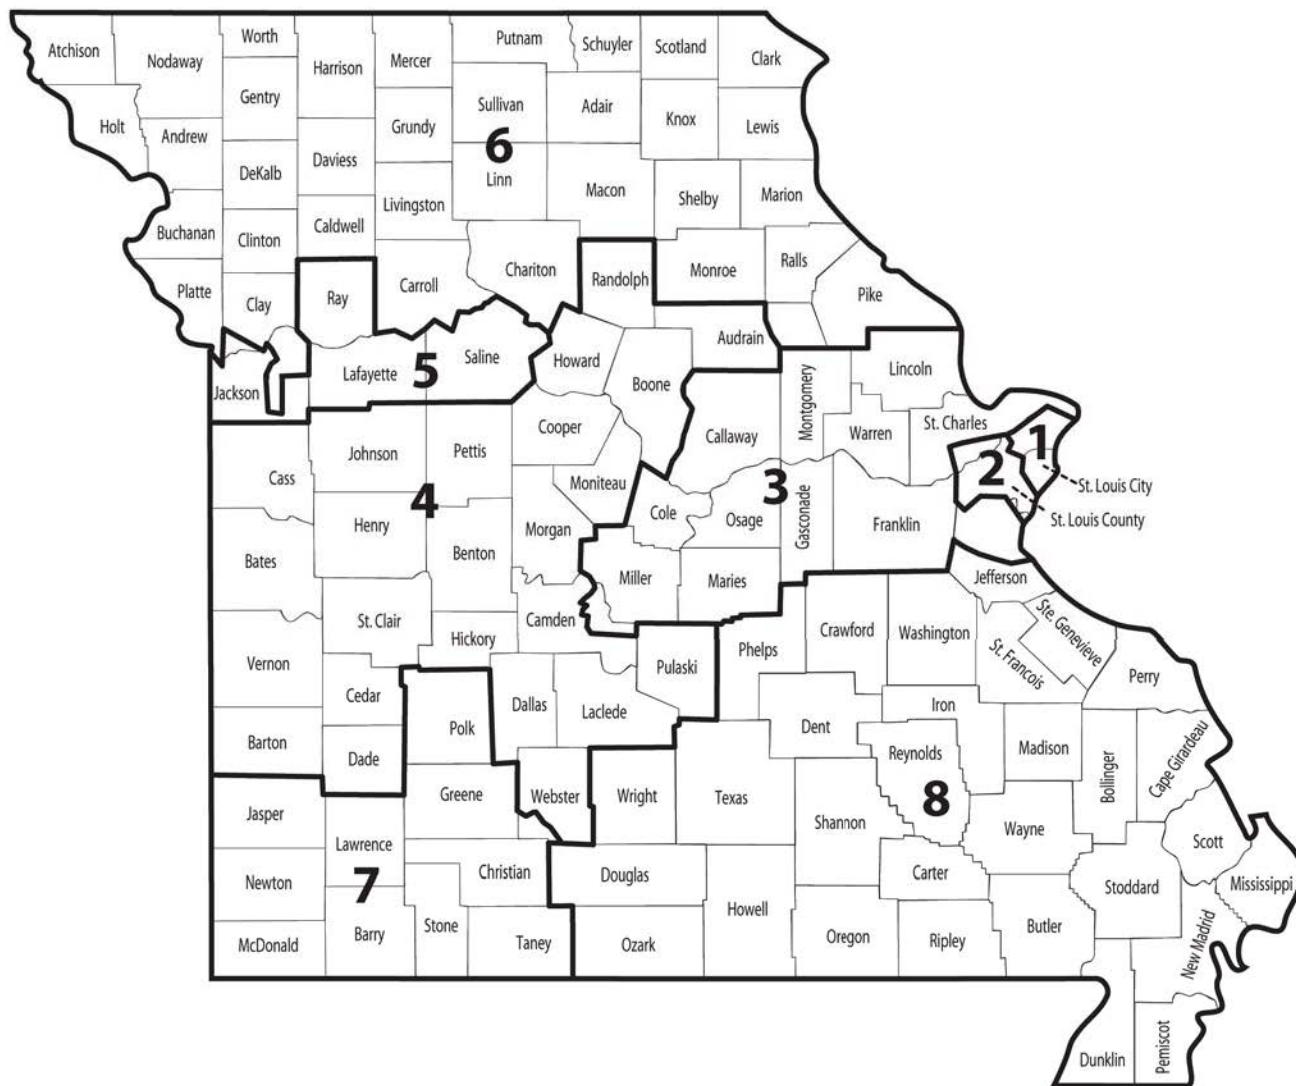 Atchison
Nodaway
Worth
Harrison
Mercer
Putnam
Schuyler
Scotland
Clark
Holt
Andrew
Gentry
Grundy
Sullivan
Adair
Knox
Lewis
DeKalb
Daviess
6
Linn
Macon
Shelby
Marion
Buchanan
Clinton
Caldwell
Livingston
Platte
Clay
Ray
Carroll
Chariton
Randolph
Monroe
Ralls
Pike
Jackson
Lafayette
5
Saline
Howard
Boone
Audrain
Montgomery
Lincoln
Callaway
Warren
St. Charles
1
2
St. Louis City
St. Louis County
Cass
Johnson
Pettis
Cooper
Moniteau
4
Henry
Morgan
Cole
Osage
3
Gasconade
Franklin
Bates
Benton
Miller
Maries
Jefferson
St. Clair
Hickory
Camden
Pulaski
Phelps
Crawford
Washington
Ste. Genevieve
St. Francois
Perry
Vernon
Cedar
Polk
Dallas
Laclede
Dent
Iron
Madison
Bollinger
Cape Girardeau
Barton
Dade
Greene
Webster
Wright
Texas
Shannon
Reynolds
8
Wayne
Scott
Jasper
Lawrence
7
Christian
Douglas
Howell
Carter
Butler
Stoddard
Mississippi
Newton
McDonald
Barry
Stone
Taney
Ozark
Oregon
Ripley
New Madrid
Dunklin
Pemiscot